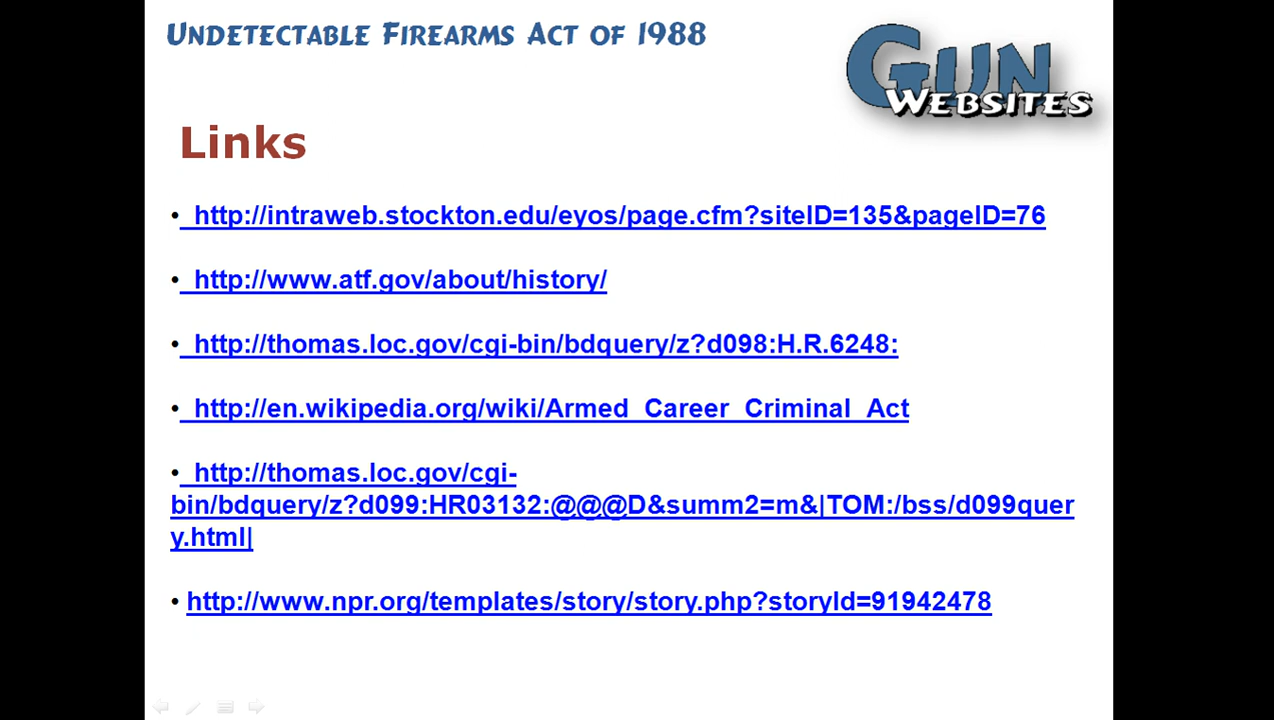 Undetectable Firearms Act of 1988
Gun
Websites
Links
• http://intraweb.stockton.edu/eyos/page.cfm?siteID=135&pageID=76
• http://www.atf.gov/about/history/
• http://thomas.loc.gov/cgi-bin/bdquery/z?d098:H.R.6248:
• http://en.wikipedia.org/wiki/Armed_Career_Criminal_Act
• http://thomas.loc.gov/cgi-
bin/bdquery/z?d099:HR03132:@@@D&summ2=m&|TOM:/bss/d099quer
y.html|
• http://www.npr.org/templates/story/story.php?storyId=91942478